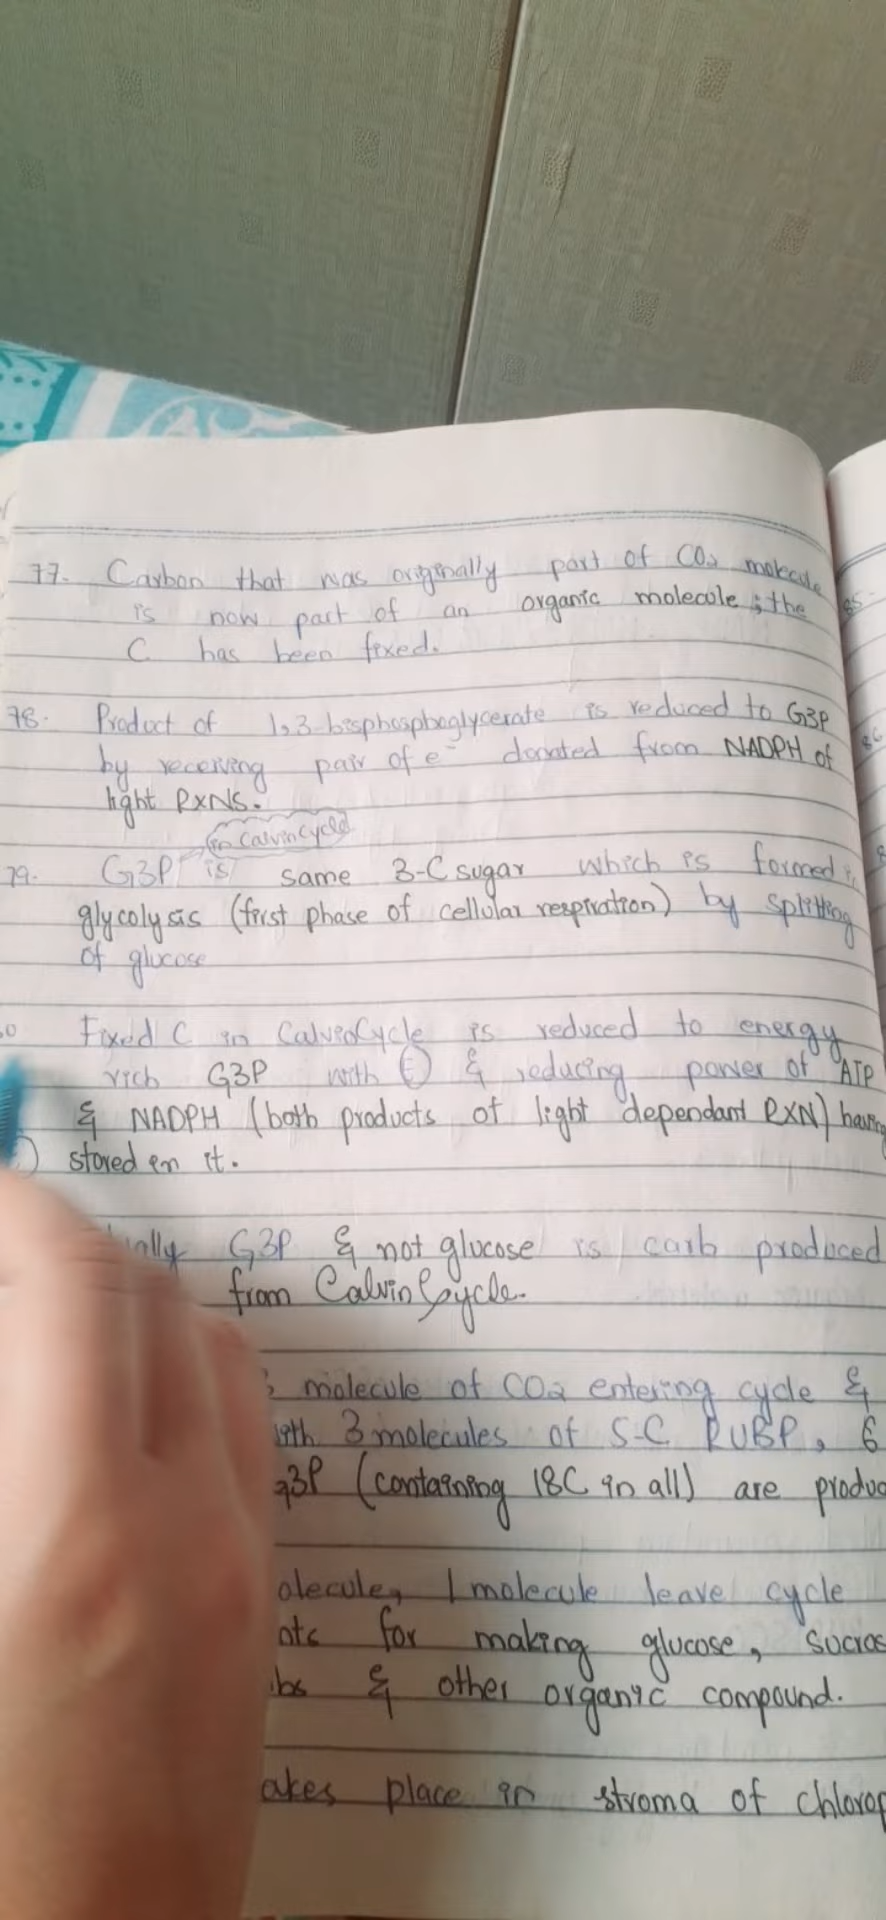 77. Carbon that was originally part of CO2 molecule
is now part of an organic molecule; the
C has been fixed.
78. Product of 1,3-bisphosphoglycerate is reduced to G3P
by receiving pair of e- donated from NADPH of
light RXNS.
in Calvin Cycle
79. G3P is same 3-C sugar which is formed in
glycolysis (first phase of cellular respiration) by splitting
of glucose
Fixed C in Calvin Cycle is reduced to energy
rich G3P with E & reducing power of ATP
& NADPH (both products of light dependant RXN) having
stored in it.
G3P & not glucose is carb produced
from Calvin Cycle.
molecule of CO2 entering cycle &
3 molecules of 5-C RUBP, 6
G3P (containing 18C in all) are
1 molecule leave cycle
for making glucose,
& other organic compound.
place in stroma of
85
86